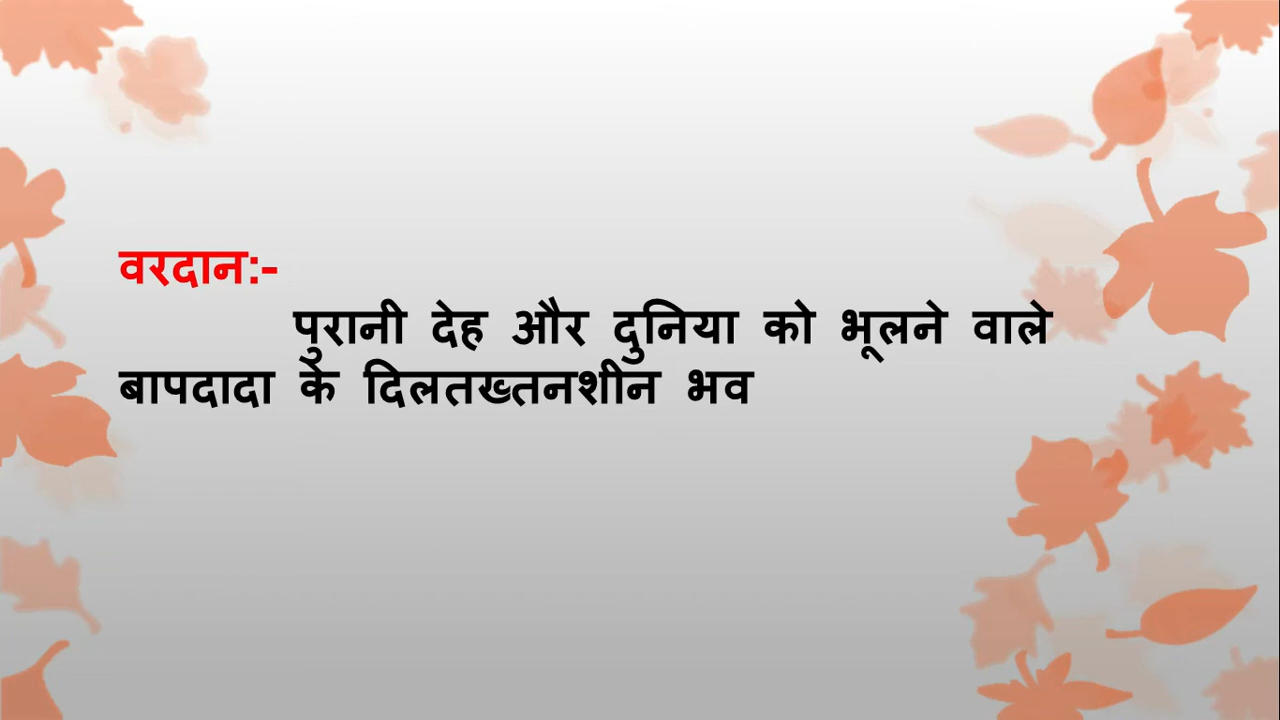 वरदान:-
पुरानी देह और दुनिया को भूलने वाले
बापदादा के दिलतख्तनशीन भव